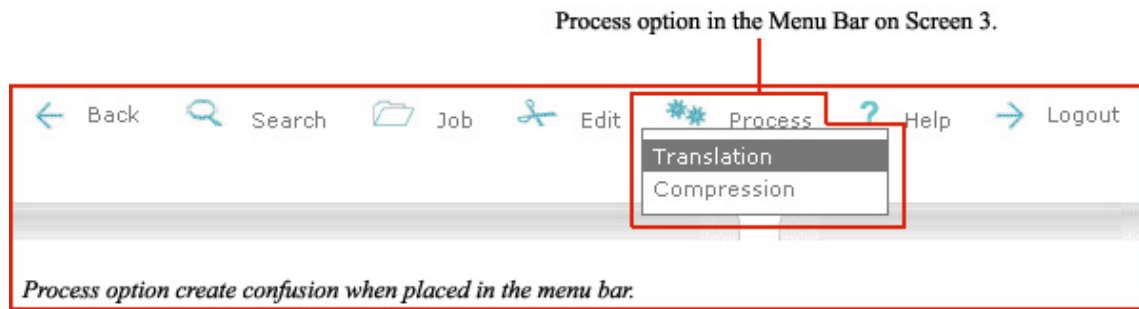 Process option in the Menu Bar on Screen 3.
Back Search Job Edit Process ? Help Logout
Translation
Compression
Process option create confusion when placed in the menu bar.